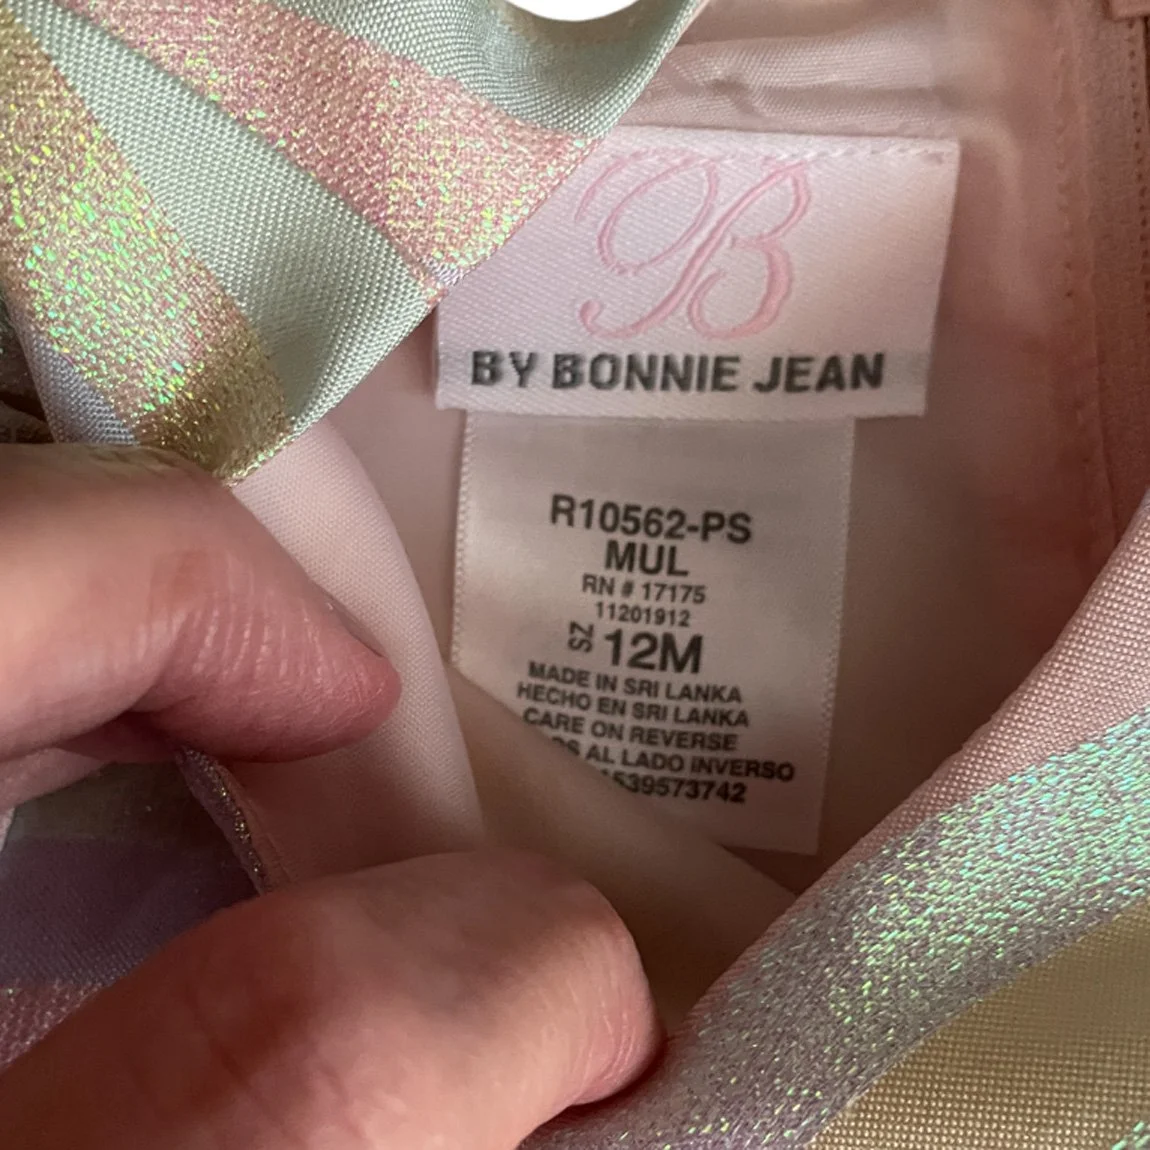 B
BY BONNIE JEAN
R10562-PS
MUL
RN # 17175
11201912
SZ 12M
MADE IN SRI LANKA
HECHO EN SRI LANKA
CARE ON REVERSE
AL LADO INVERSO